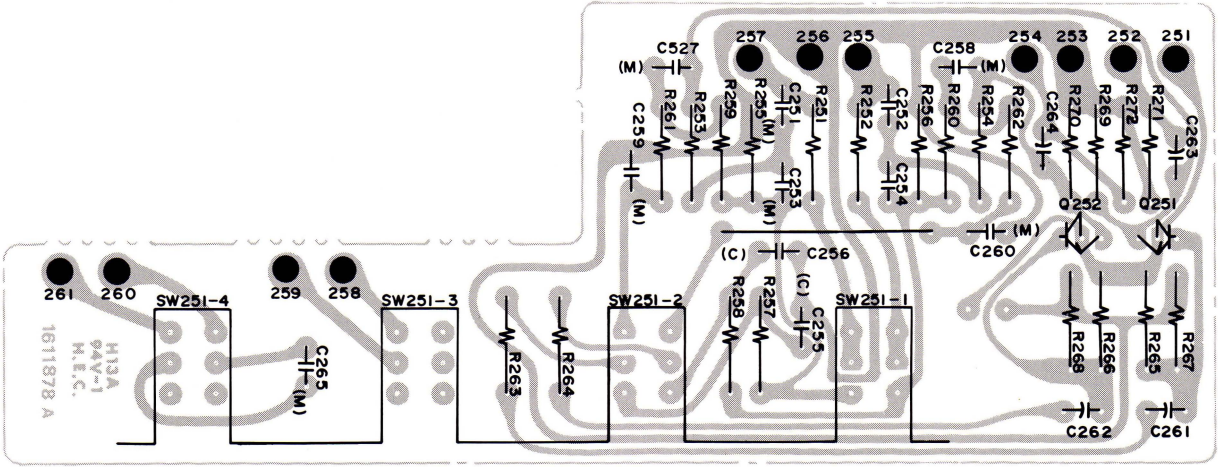 257
256
255
254
253
252
251
C527
(M)
C258
(M)
C259
(M)
R261
R253
R259
R255
(M)
C251
R251
R252
C252
R256
R260
R254
R262
C264
R270
R269
R272
R271
C263
C253
(M)
C254
Q252
Q251
C260
(M)
(C)
C256
261
260
259
258
SW251-4
SW251-3
SW251-2
SW251-1
R258
R257
(C)
C255
1611878 A
H13A
94V-1
H.E.C.
C265
(M)
R263
R264
R268
R266
R265
R267
C262
C261